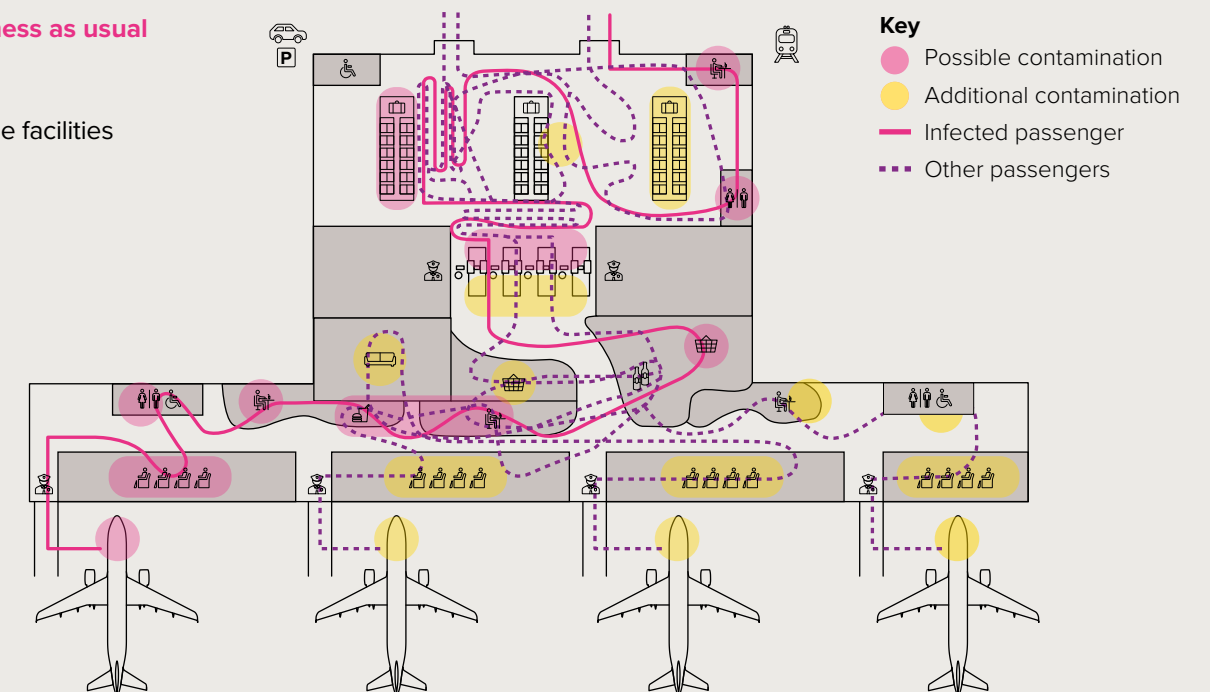 ness as usual
e facilities
P
Key
Possible contamination
Additional contamination
Infected passenger
Other passengers